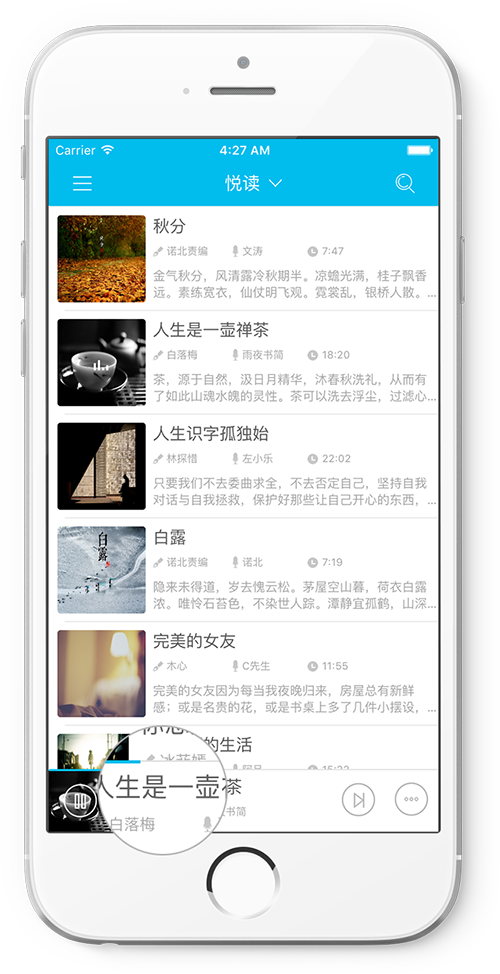 Carrier 4:27 AM
悦读
秋分
诺北责编 文涛 7:47
金气秋分，风清露冷秋期半。凉蟾光满，桂子飘香
远。素练宽衣，仙仗明飞观。霓裳乱，银桥人散。...
人生是一壶禅茶
白落梅 雨夜书简 18:20
茶，源于自然，汲日月精华，沐春秋洗礼，从而有
了如此山魂水魄的灵性。茶可以洗去浮尘，过滤心...
人生识字孤独始
林探惜 左小乐 22:02
只要我们不去委曲求全，不去否定自己，坚持自我
对话与自我拯救，保护好那些让自己开心的东西，...
白露
白露
诺北责编 诺北 7:19
隐来未得道，岁去愧云松。茅屋空山暮，荷衣白露
浓。唯怜石苔色，不染世人踪。潭静宜孤鹤，山深...
完美的女友
木心 C先生 11:55
完美的女友因为每当我夜晚归来，房屋总有新鲜
感；或是名贵的花，或是书桌上多了几件小摆设，...
的生活
人生是一壶茶
白落梅 书简